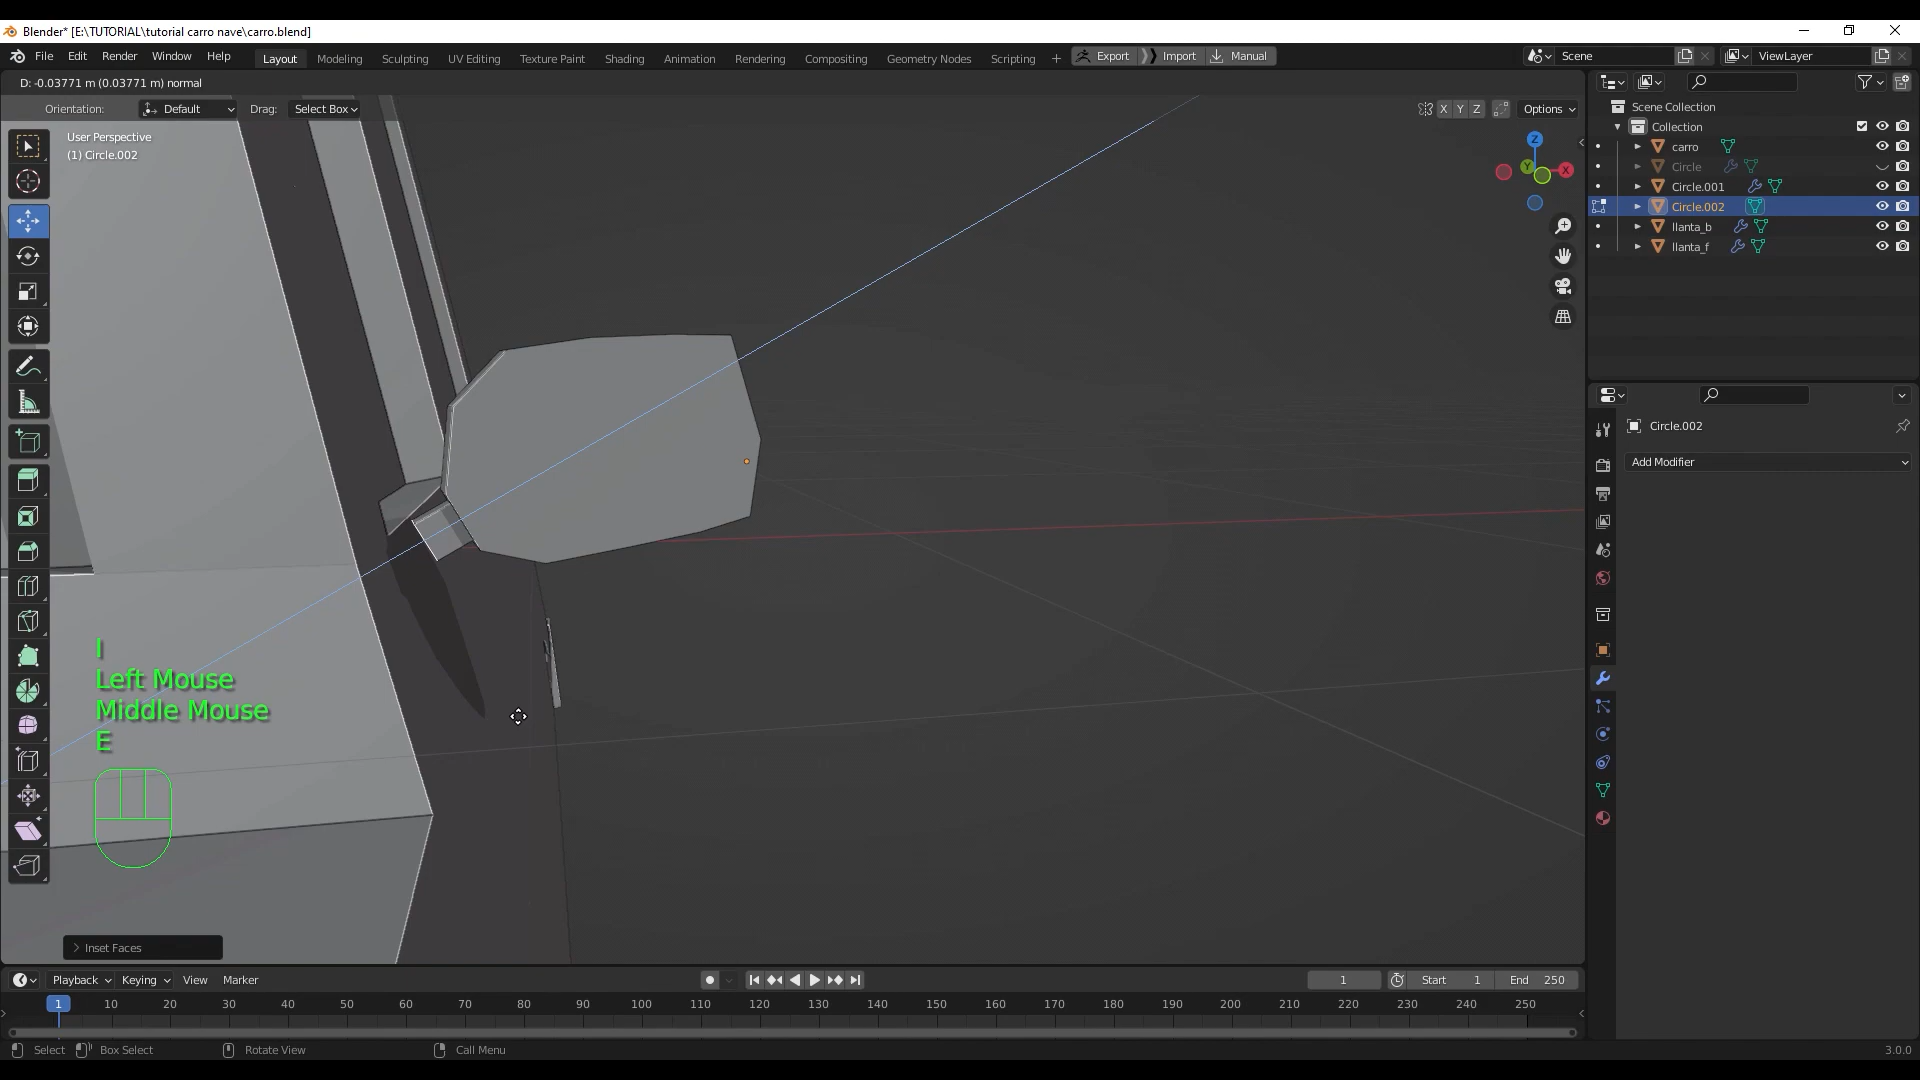 Blender* [E:\TUTORIAL\tutorial carro nave\carro.blend]
File Edit Render Window Help Layout Modeling Sculpting UV Editing Texture Paint Shading Animation Rendering Compositing Geometry Nodes Scripting + Export Import Manual Scene ViewLayer
D: -0.03771 m (0.03771 m) normal
Orientation: Default Drag: Select Box X Y Z Options
User Perspective
(1) Circle.002
Z
X
Y
Scene Collection
Collection
carro
Circle
Circle.001
Circle.002
llanta_b
llanta_f
Circle.002
Add Modifier
I
Left Mouse
Middle Mouse
E
Inset Faces
Playback Keying View Marker 1 Start 1 End 250
1 10 20 30 40 50 60 70 80 90 100 110 120 130 140 150 160 170 180 190 200 210 220 230 240 250
Select Box Select Rotate View Call Menu 3.0.0